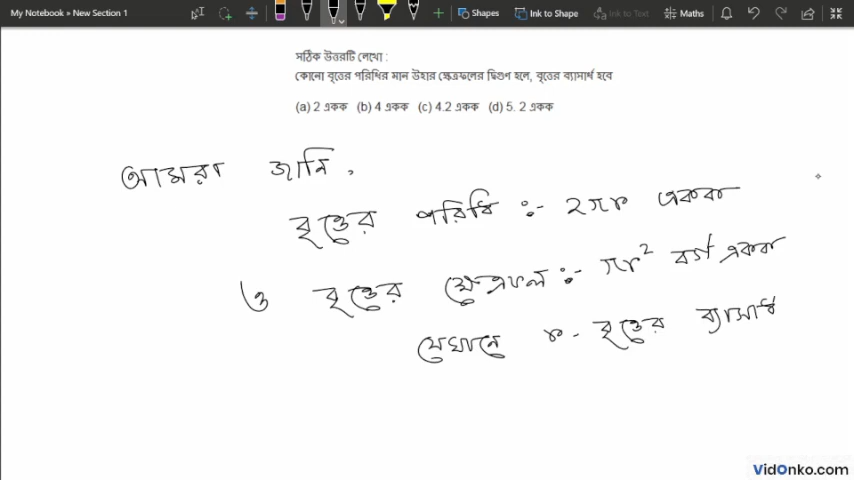 My Notebook > New Section 1 Shapes Ink to Shape Ink to Text Maths
সঠিক উত্তরটি লেখো :
কোনো বৃত্তের পরিধির মান উহার ক্ষেত্রফলের দ্বিগুণ হলে, বৃত্তের ব্যাসার্ধ হবে
(a) 2 একক (b) 4 একক (c) 4.2 একক (d) 5. 2 একক
আমরা জানি,
বৃত্তের পরিধি :- 2πr একক
ও বৃত্তের ক্ষেত্রফল :- πr² বর্গ একক
যেখানে r - বৃত্তের ব্যাসার্ধ
VidOnko.com